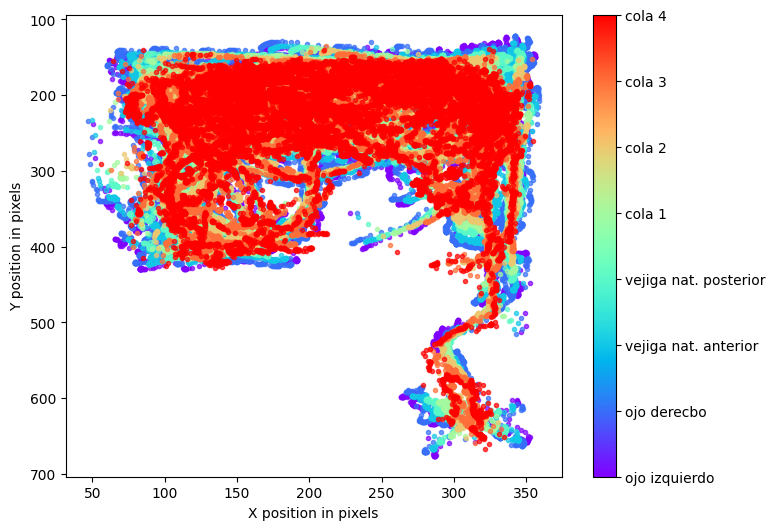 100
200
300
400
500
600
700
Y position in pixels
50
100
150
200
250
300
350
X position in pixels
cola 4
cola 3
cola 2
cola 1
vejiga nat. posterior
vejiga nat. anterior
ojo derecbo
ojo izquierdo